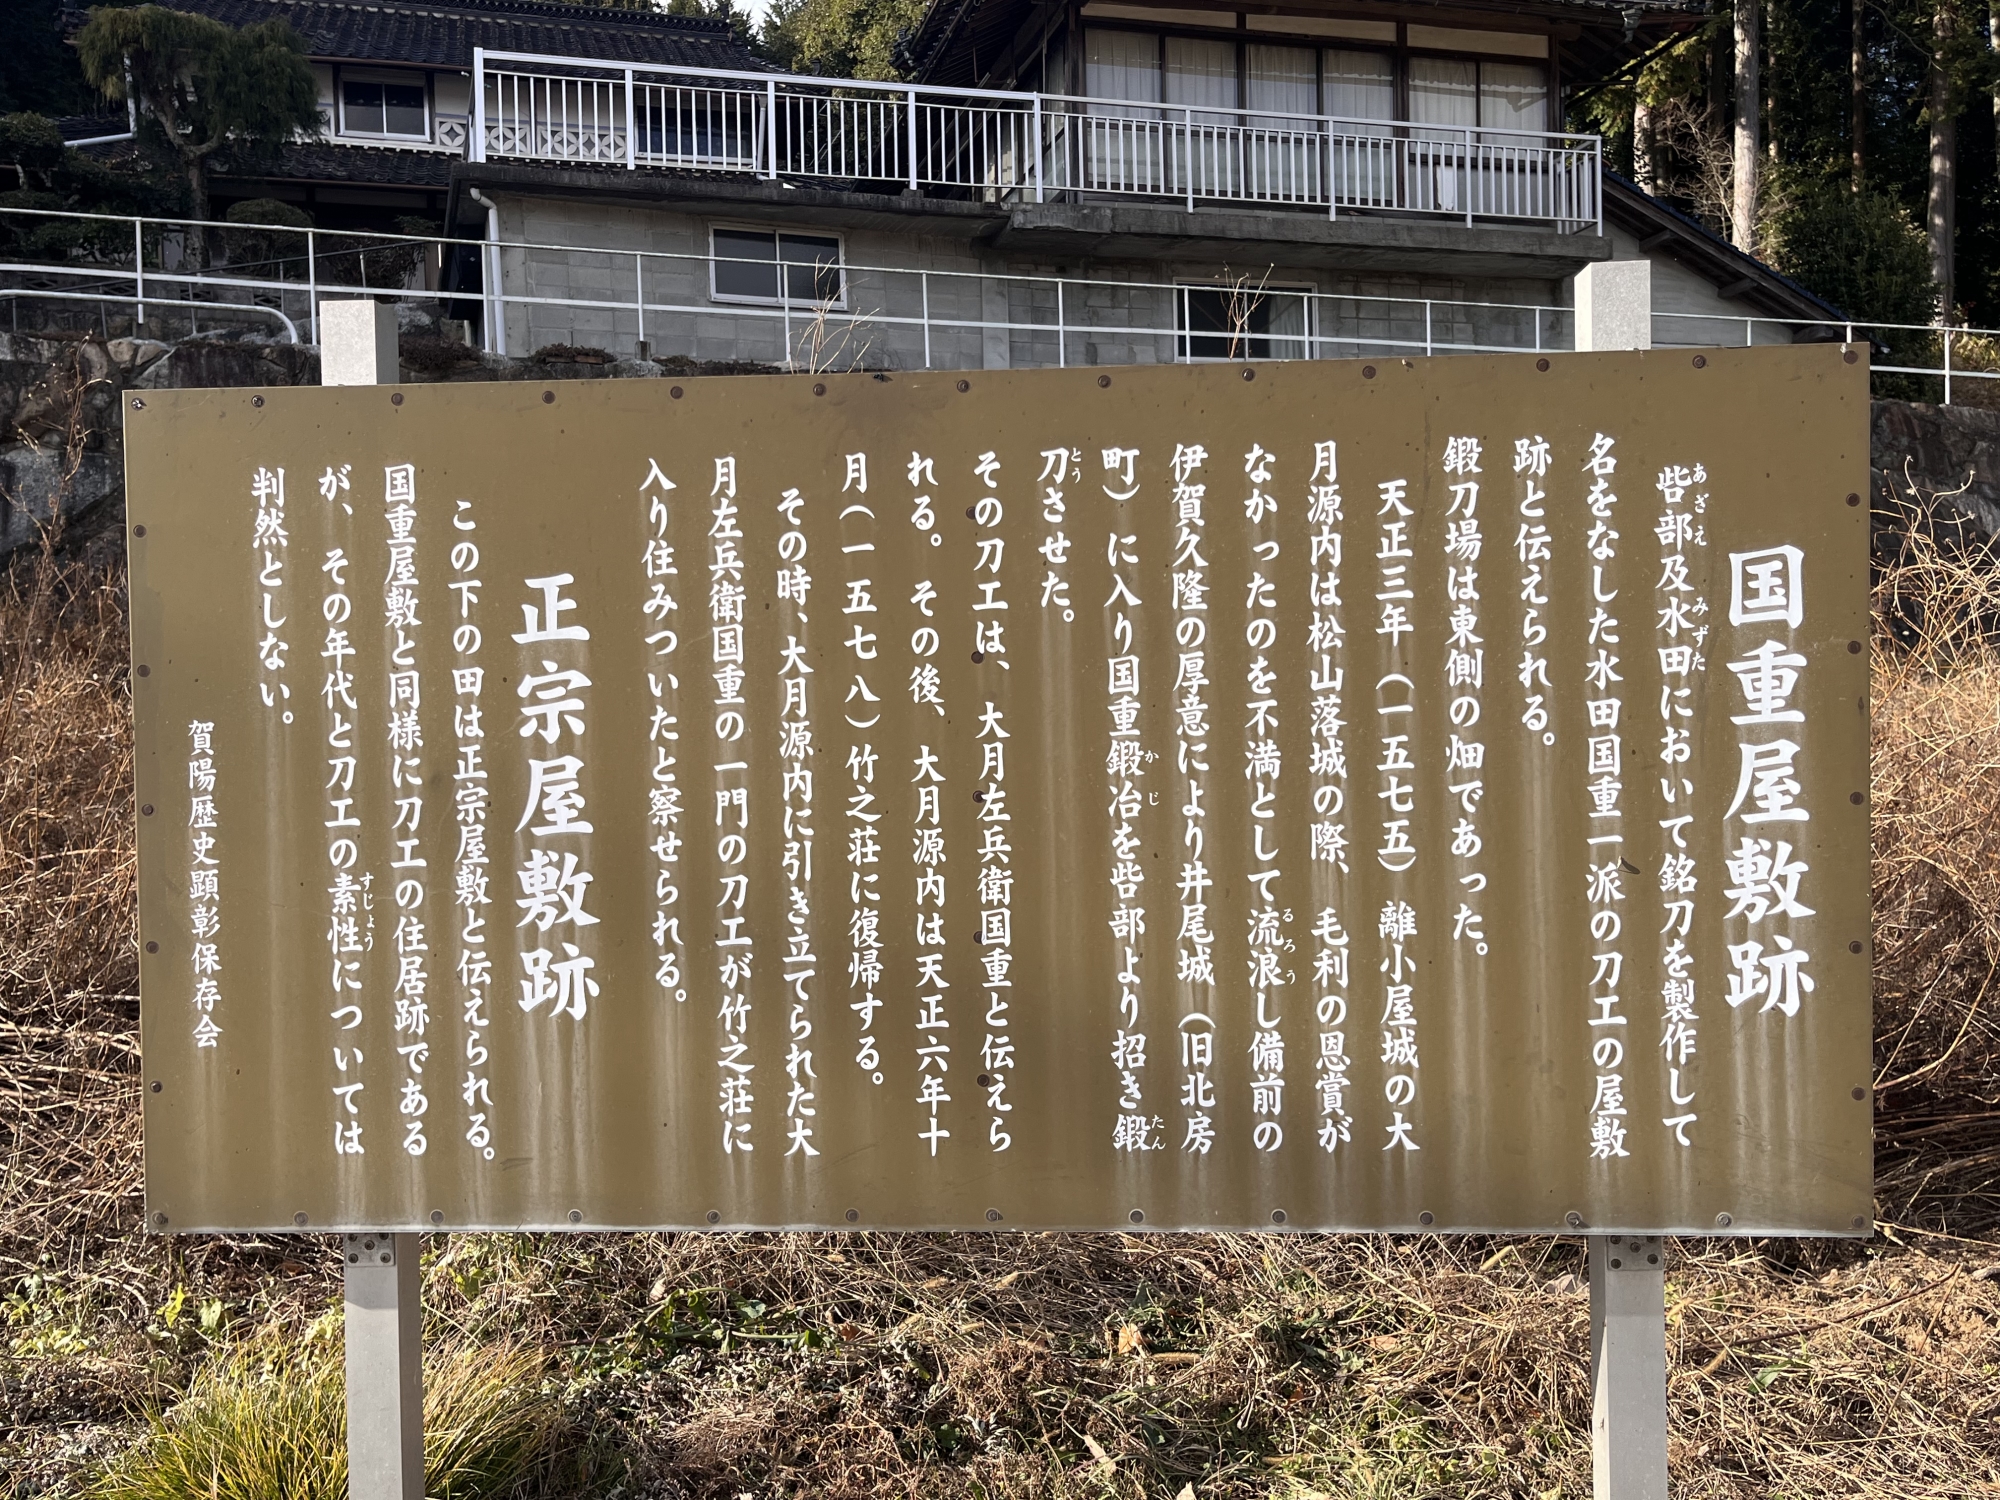 国重屋敷跡
呰部及水田において銘刀を製作して
名をなした水田国重一派の刀工の屋敷
跡と伝えられる。
鍛刀場は東側の畑であった。
天正三年（一五七五）離小屋城の大
月源内は松山落城の際、毛利の恩賞が
なかったのを不満として流浪し備前の
伊賀久隆の厚意により井尾城（旧北房
町）に入り国重鍛冶を呰部より招き鍛
刀させた。
その刀工は、大月左兵衛国重と伝えら
れる。その後、大月源内は天正六年十
月（一五七八）竹之荘に復帰する。
その時、大月源内に引き立てられた大
月左兵衛国重の一門の刀工が竹之荘に
入り住みついたと察せられる。
正宗屋敷跡
この下の田は正宗屋敷と伝えられる。
国重屋敷と同様に刀工の住居跡である
が、その年代と刀工の素性については
判然としない。
賀陽歴史顕彰保存会